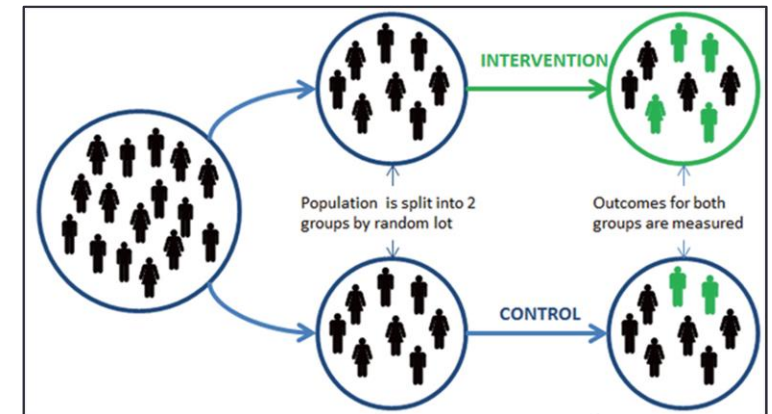 INTERVENTION
Population is split into 2
groups by random lot
Outcomes for both
groups are measured
CONTROL